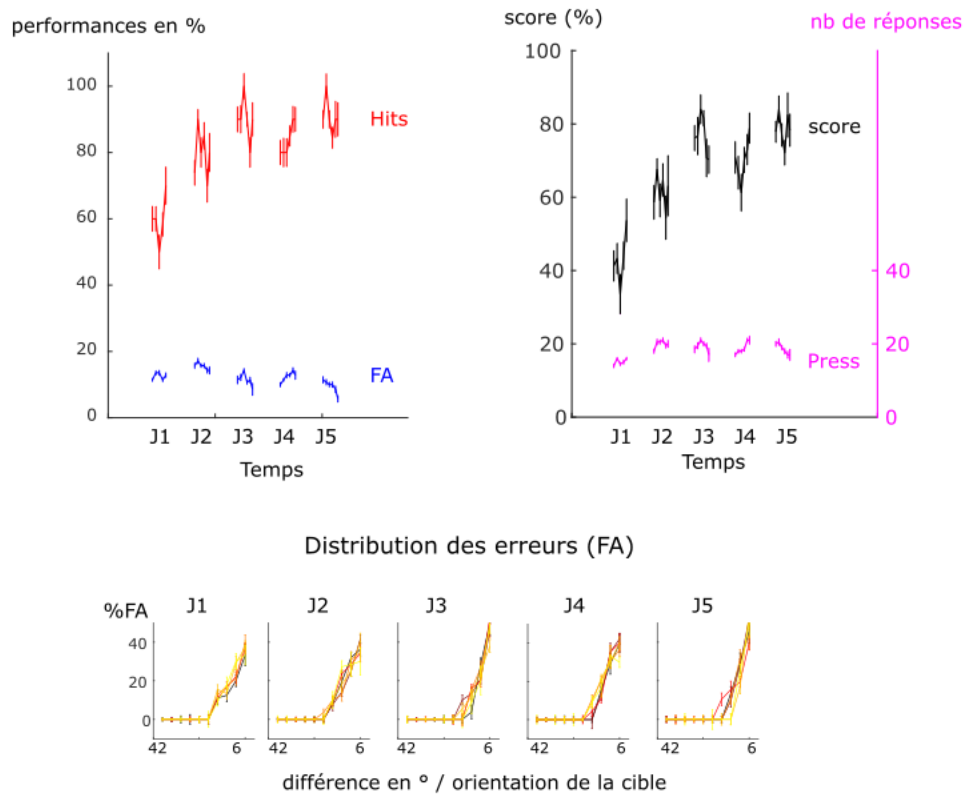 performances en %
100
80
60
40
20
0
Hits
FA
J1 J2 J3 J4 J5
Temps
score (%)
nb de réponses
100
80
60
40
20
0
score
40
20
0
Press
J1 J2 J3 J4 J5
Temps
Distribution des erreurs (FA)
%FA
J1 J2 J3 J4 J5
40
20
0
42 6 42 6 42 6 42 6 42 6
différence en ° / orientation de la cible